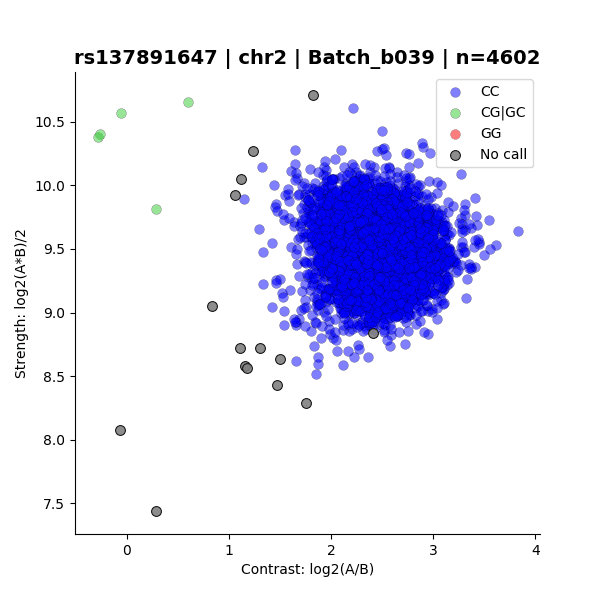 rs137891647 | chr2 | Batch_b039 | n=4602
CC
CG|GC
GG
No call
Strength: log2(A*B)/2
10.5
10.0
9.5
9.0
8.5
8.0
7.5
0 1 2 3 4
Contrast: log2(A/B)